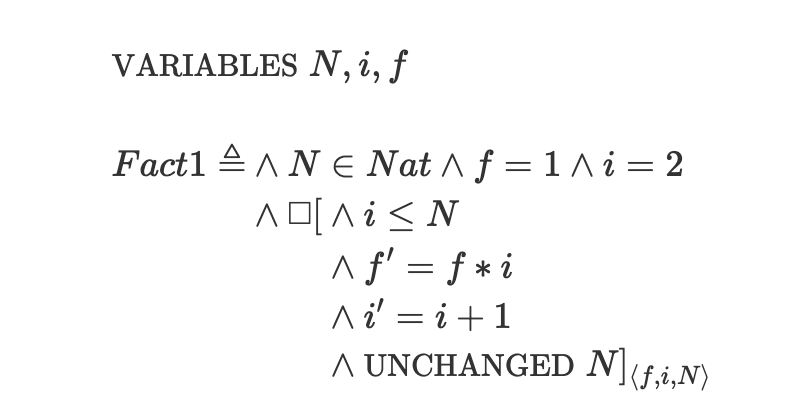 VARIABLES N, i, f
Fact1 ≜ ∧ N ∈ Nat ∧ f = 1 ∧ i = 2
∧ □[ ∧ i ≤ N
∧ f′ = f ∗ i
∧ i′ = i + 1
∧ UNCHANGED N]⟨f,i,N⟩